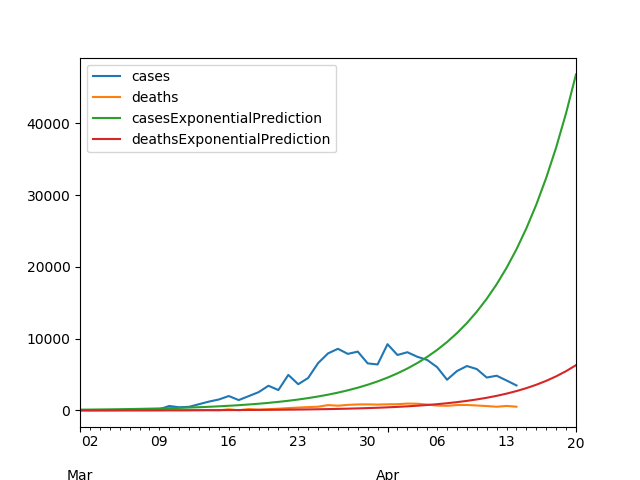 cases
deaths
casesExponentialPrediction
deathsExponentialPrediction
40000
30000
20000
10000
0
02 09 16 23 30 06 13 20
Mar Apr